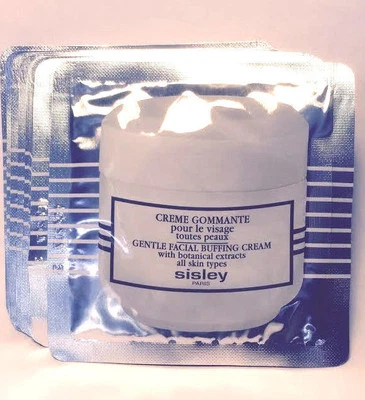 CREME GOMMANTE
pour le visage
toutes peaux
GENTLE FACIAL BUFFING CREAM
with botanical extracts
all skin types
sisley
PARIS